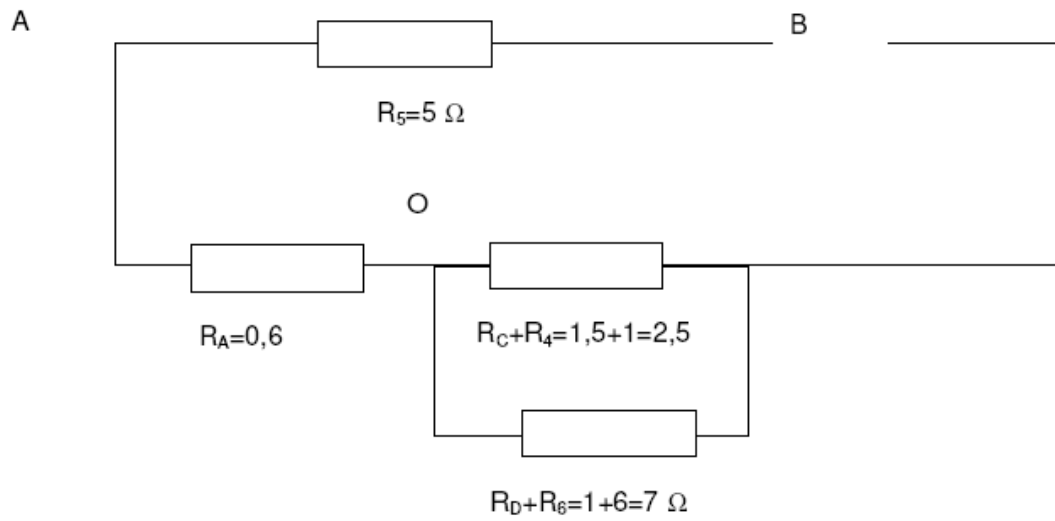 A
B
R₅=5 Ω
O
R_A=0,6
R_C+R₄=1,5+1=2,5
R_D+R₆=1+6=7 Ω